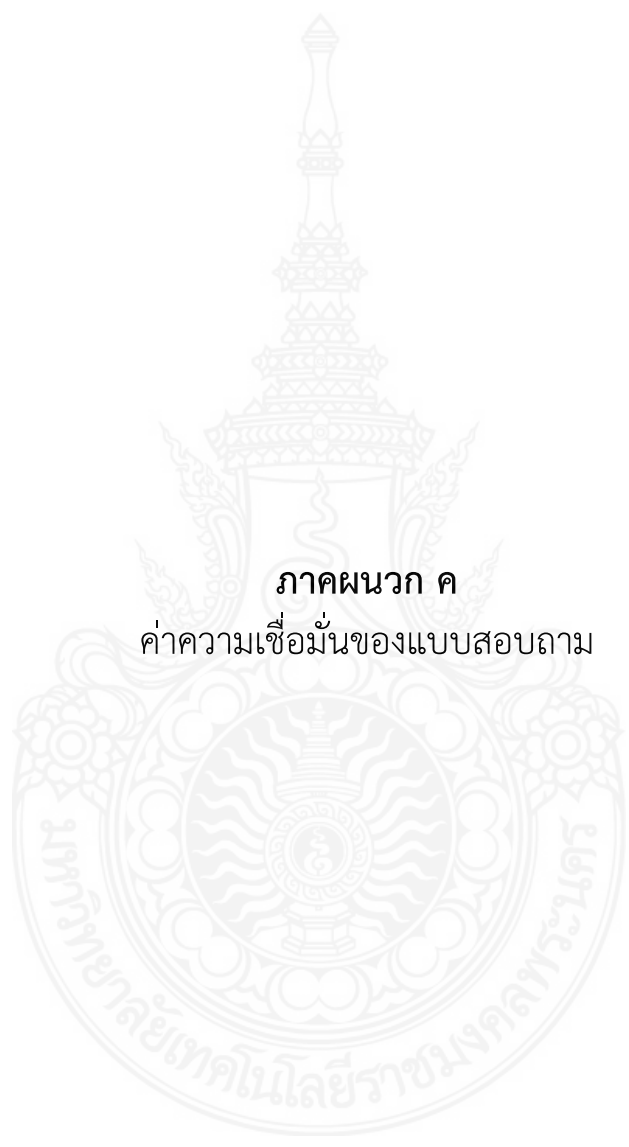 ภาคผนวก ค
ค่าความเชื่อมั่นของแบบสอบถาม
มหาวิทยาลัยเทคโนโลยีราชมงคลพระนคร